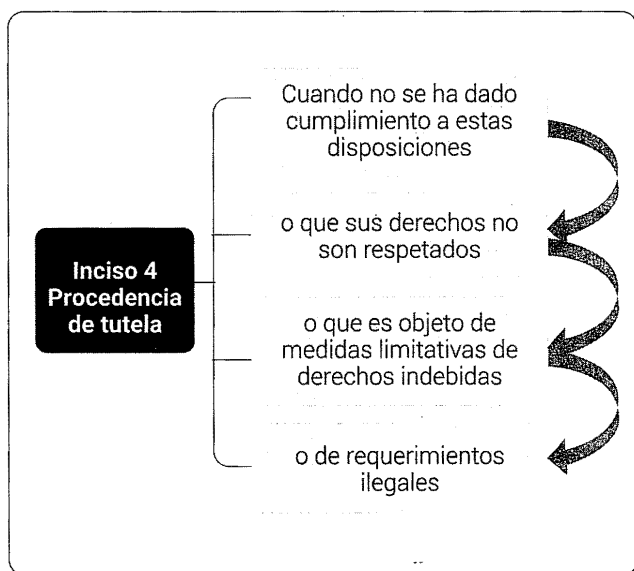 Cuando no se ha dado
cumplimiento a estas
disposiciones
o que sus derechos no
son respetados
Inciso 4
Procedencia
de tutela
o que es objeto de
medidas limitativas de
derechos indebidas
o de requerimientos
ilegales